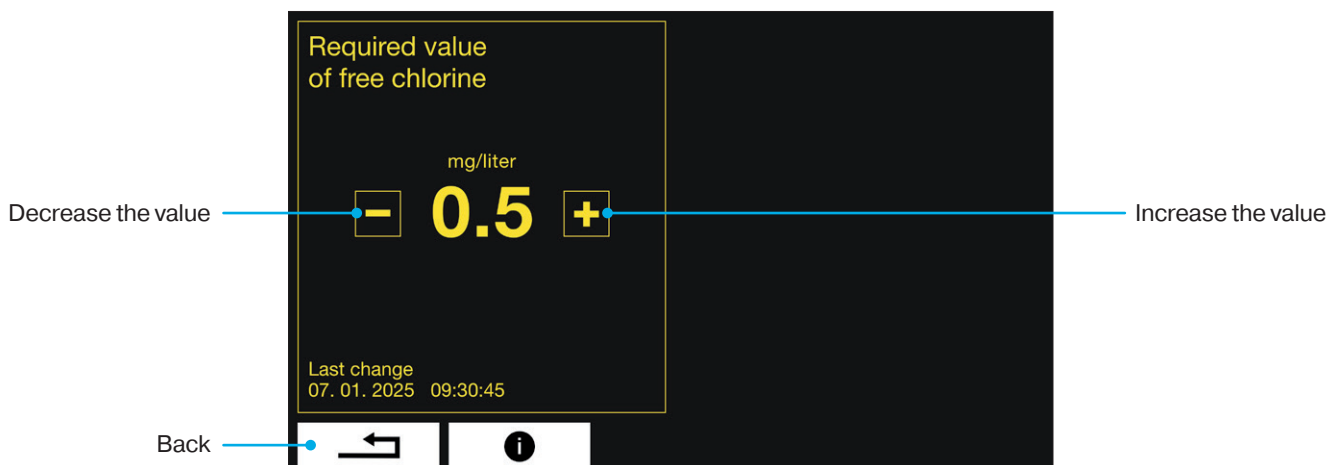 Required value
of free chlorine
mg/liter
Decrease the value
− 0.5 +
Increase the value
Last change
07. 01. 2025 09:30:45
Back
i